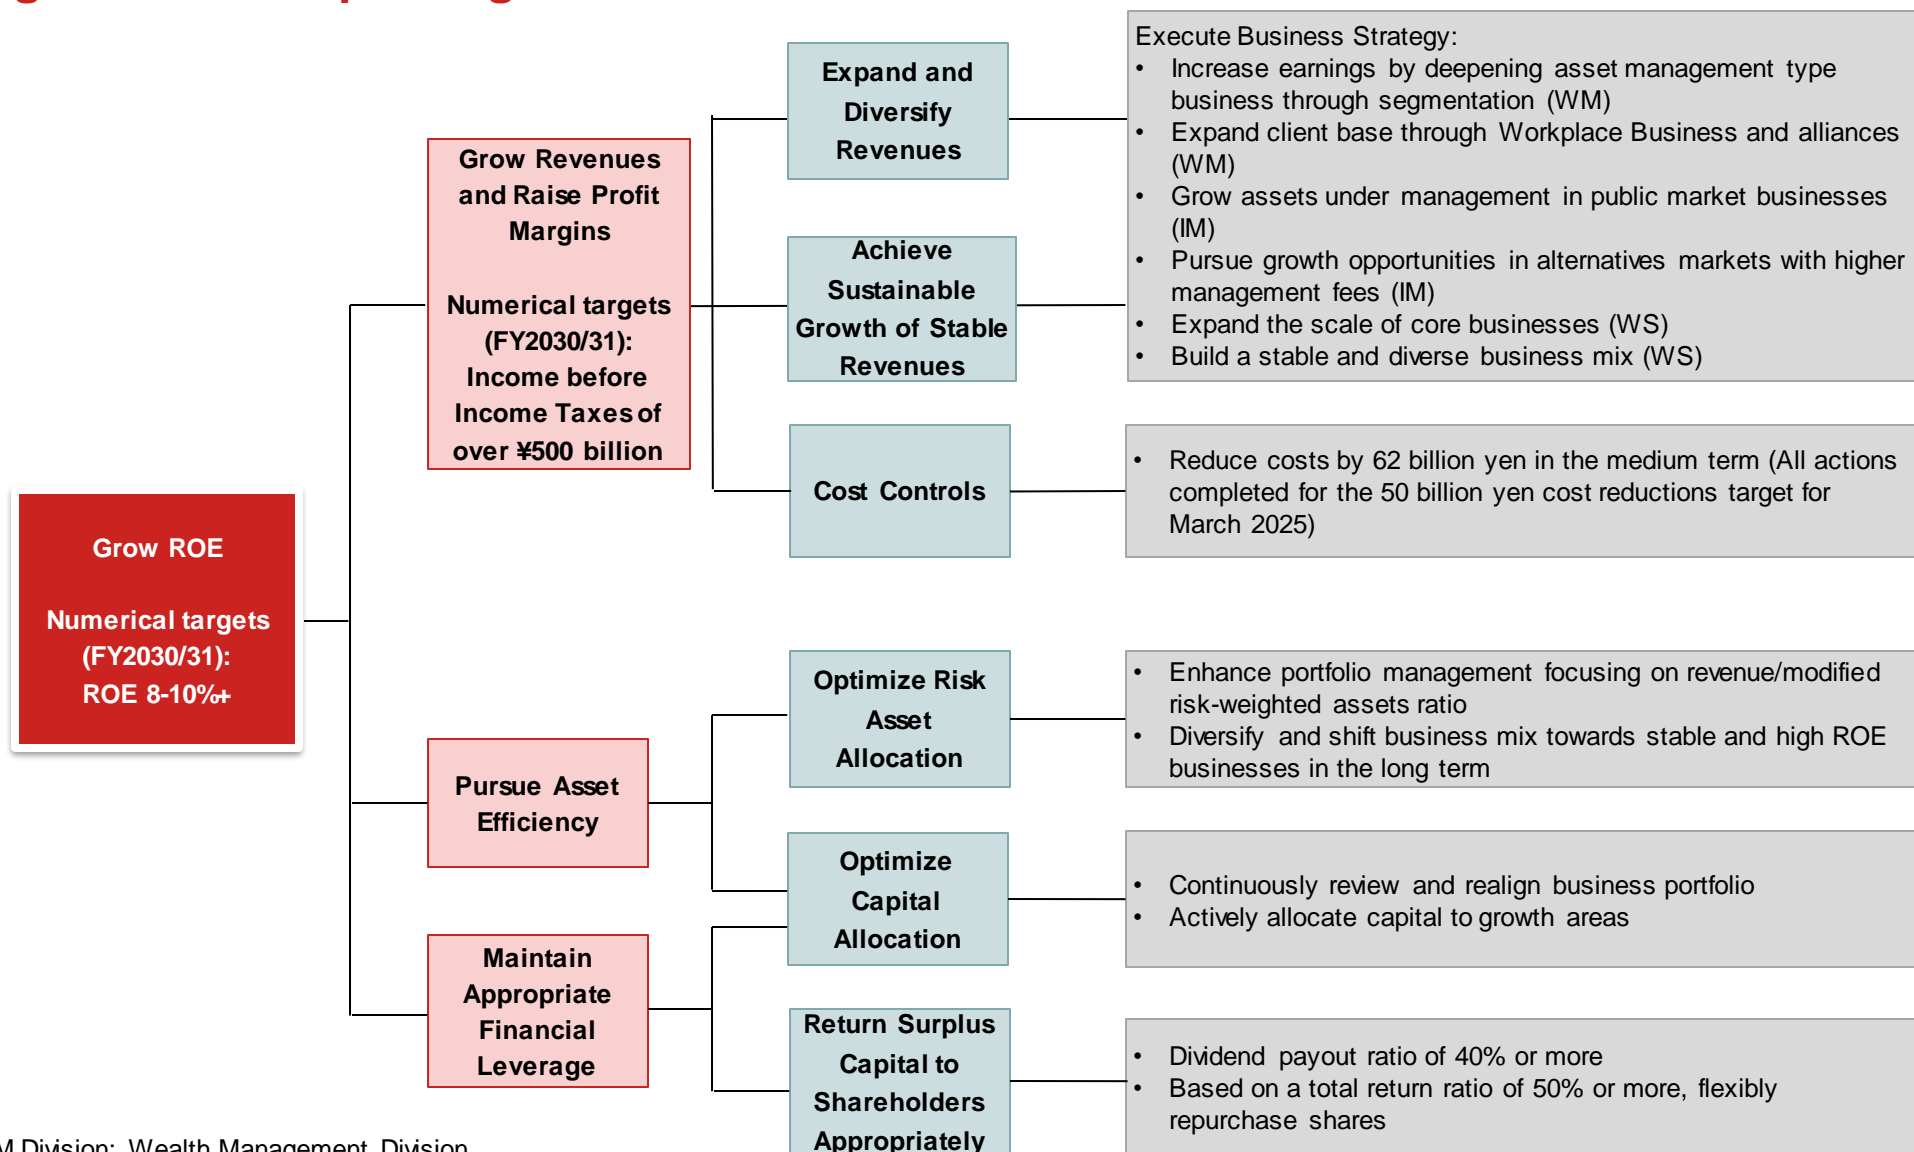 Grow ROE
Numerical targets
(FY2030/31):
ROE 8-10%+
Grow Revenues
and Raise Profit
Margins
Numerical targets
(FY2030/31):
Income before
Income Taxes of
over ¥500 billion
Pursue Asset
Efficiency
Maintain
Appropriate
Financial
Leverage
Expand and
Diversify
Revenues
Achieve
Sustainable
Growth of Stable
Revenues
Cost Controls
Optimize Risk
Asset
Allocation
Optimize
Capital
Allocation
Return Surplus
Capital to
Shareholders
Appropriately
Execute Business Strategy:
• Increase earnings by deepening asset management type
business through segmentation (WM)
• Expand client base through Workplace Business and alliances
(WM)
• Grow assets under management in public market businesses
(IM)
• Pursue growth opportunities in alternatives markets with higher
management fees (IM)
• Expand the scale of core businesses (WS)
• Build a stable and diverse business mix (WS)
• Reduce costs by 62 billion yen in the medium term (All actions
completed for the 50 billion yen cost reductions target for
March 2025)
• Enhance portfolio management focusing on revenue/modified
risk-weighted assets ratio
• Diversify and shift business mix towards stable and high ROE
businesses in the long term
• Continuously review and realign business portfolio
• Actively allocate capital to growth areas
• Dividend payout ratio of 40% or more
• Based on a total return ratio of 50% or more, flexibly
repurchase shares
M Division: Wealth Management Division